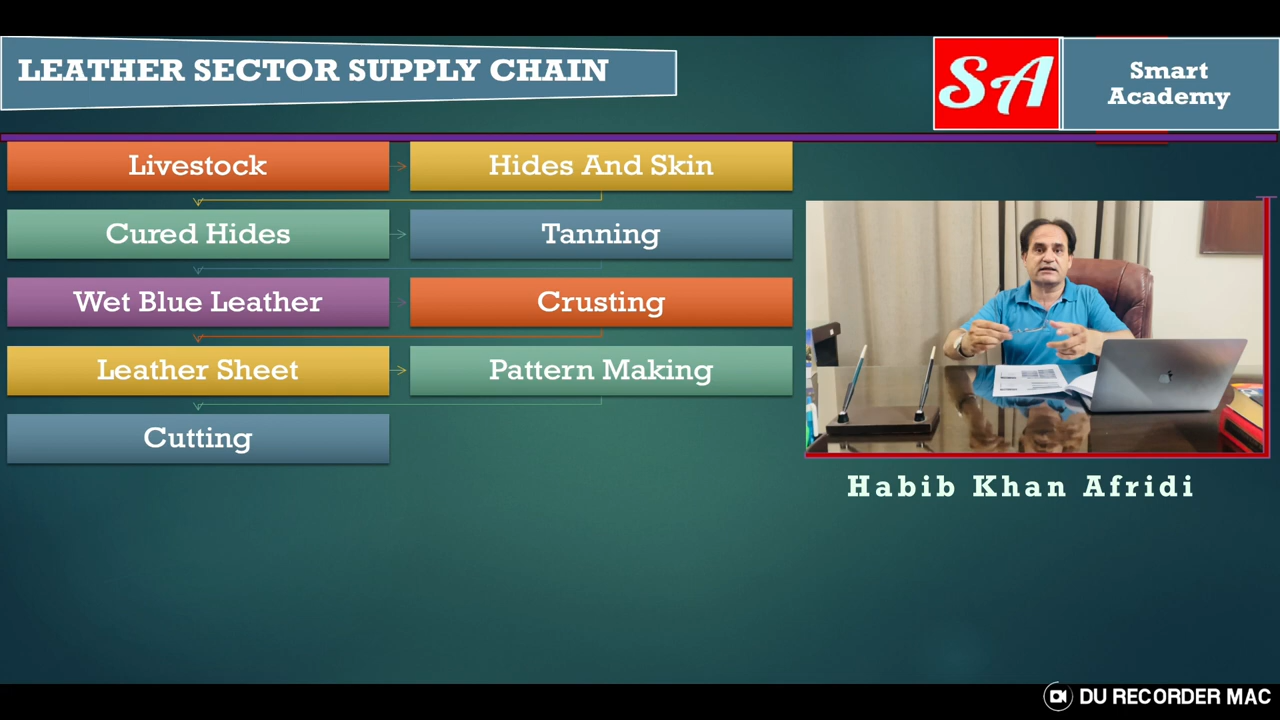 LEATHER SECTOR SUPPLY CHAIN
SA
Smart
Academy
Livestock
Hides And Skin
Cured Hides
Tanning
Wet Blue Leather
Crusting
Leather Sheet
Pattern Making
Cutting
Habib Khan Afridi
DU RECORDER MAC